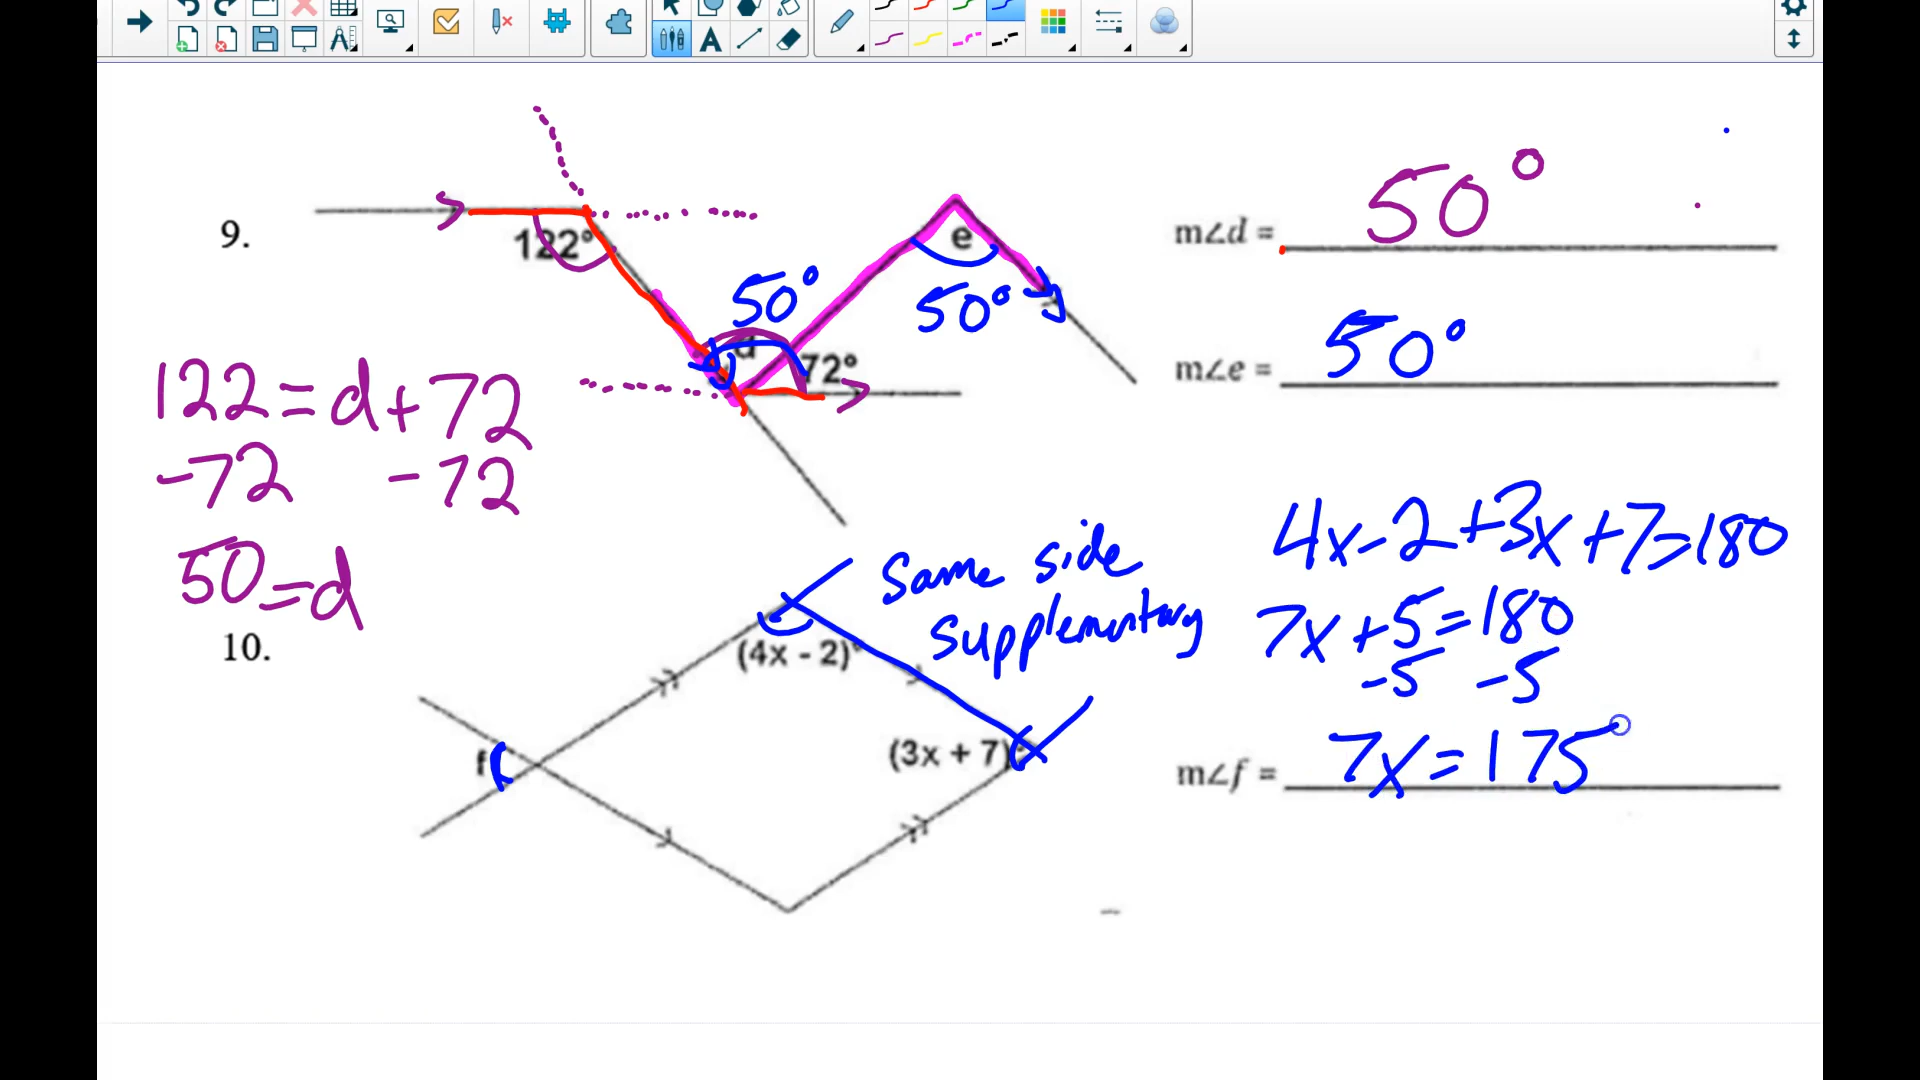 9.
122°
e
50°
50°
d
72°
m∠d = 50°
m∠e = 50°
122=d+72
-72 -72
50=d
10.
same side
supplementary
(4x - 2)°
(3x + 7)°
f
4x-2+3x+7=180
7x+5=180
-5 -5
m∠f = 7x=175